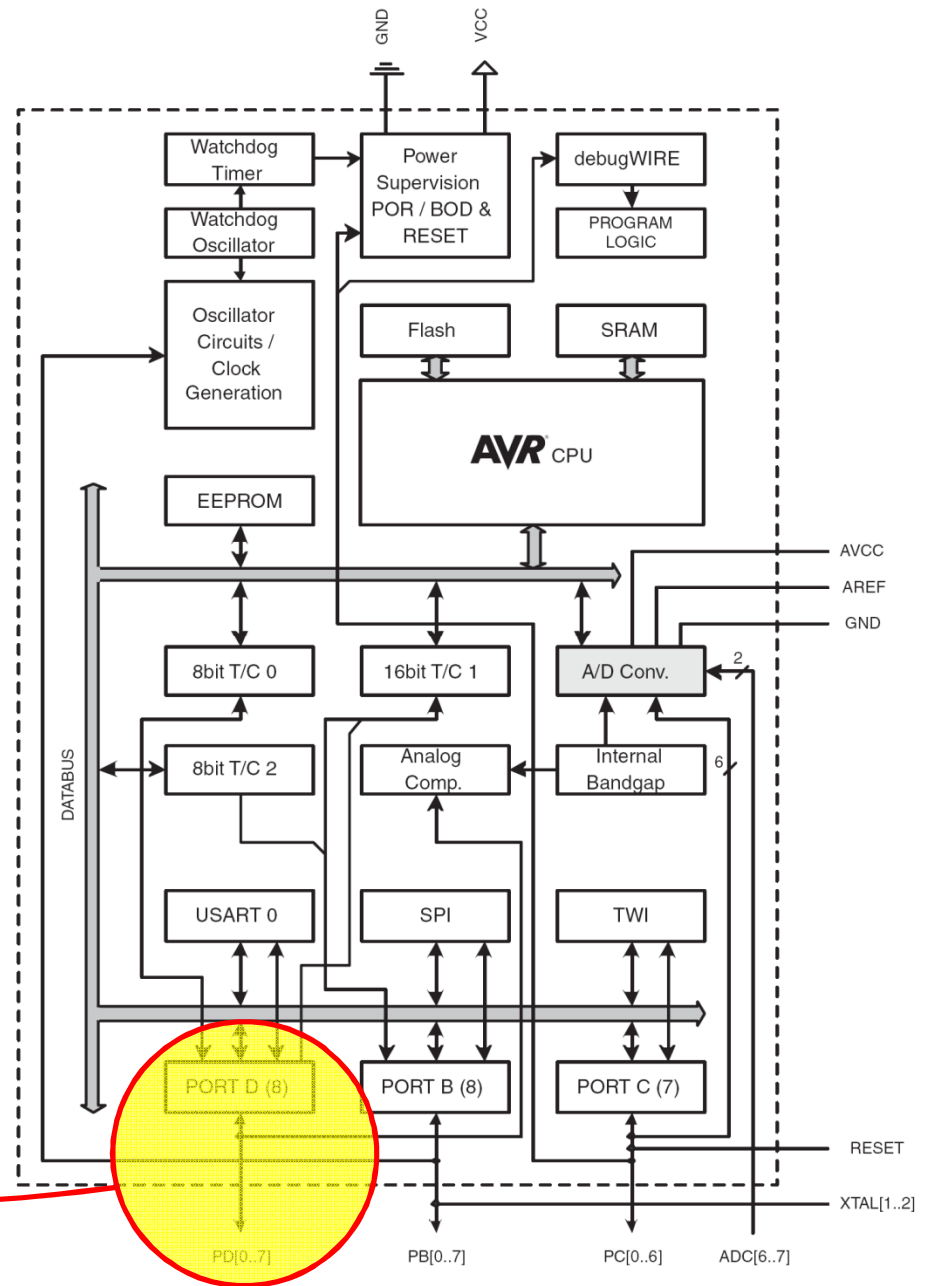 GND
VCC
Watchdog
Timer
Power
Supervision
POR / BOD &
RESET
debugWIRE
Watchdog
Oscillator
PROGRAM
LOGIC
Oscillator
Circuits /
Clock
Generation
Flash
SRAM
AVR CPU
EEPROM
AVCC
AREF
GND
8bit T/C 0
16bit T/C 1
A/D Conv.
2
DATABUS
8bit T/C 2
Analog
Comp.
Internal
Bandgap
6
USART 0
SPI
TWI
PORT D (8)
PORT B (8)
PORT C (7)
RESET
XTAL[1..2]
PD[0..7]
PB[0..7]
PC[0..6]
ADC[6..7]